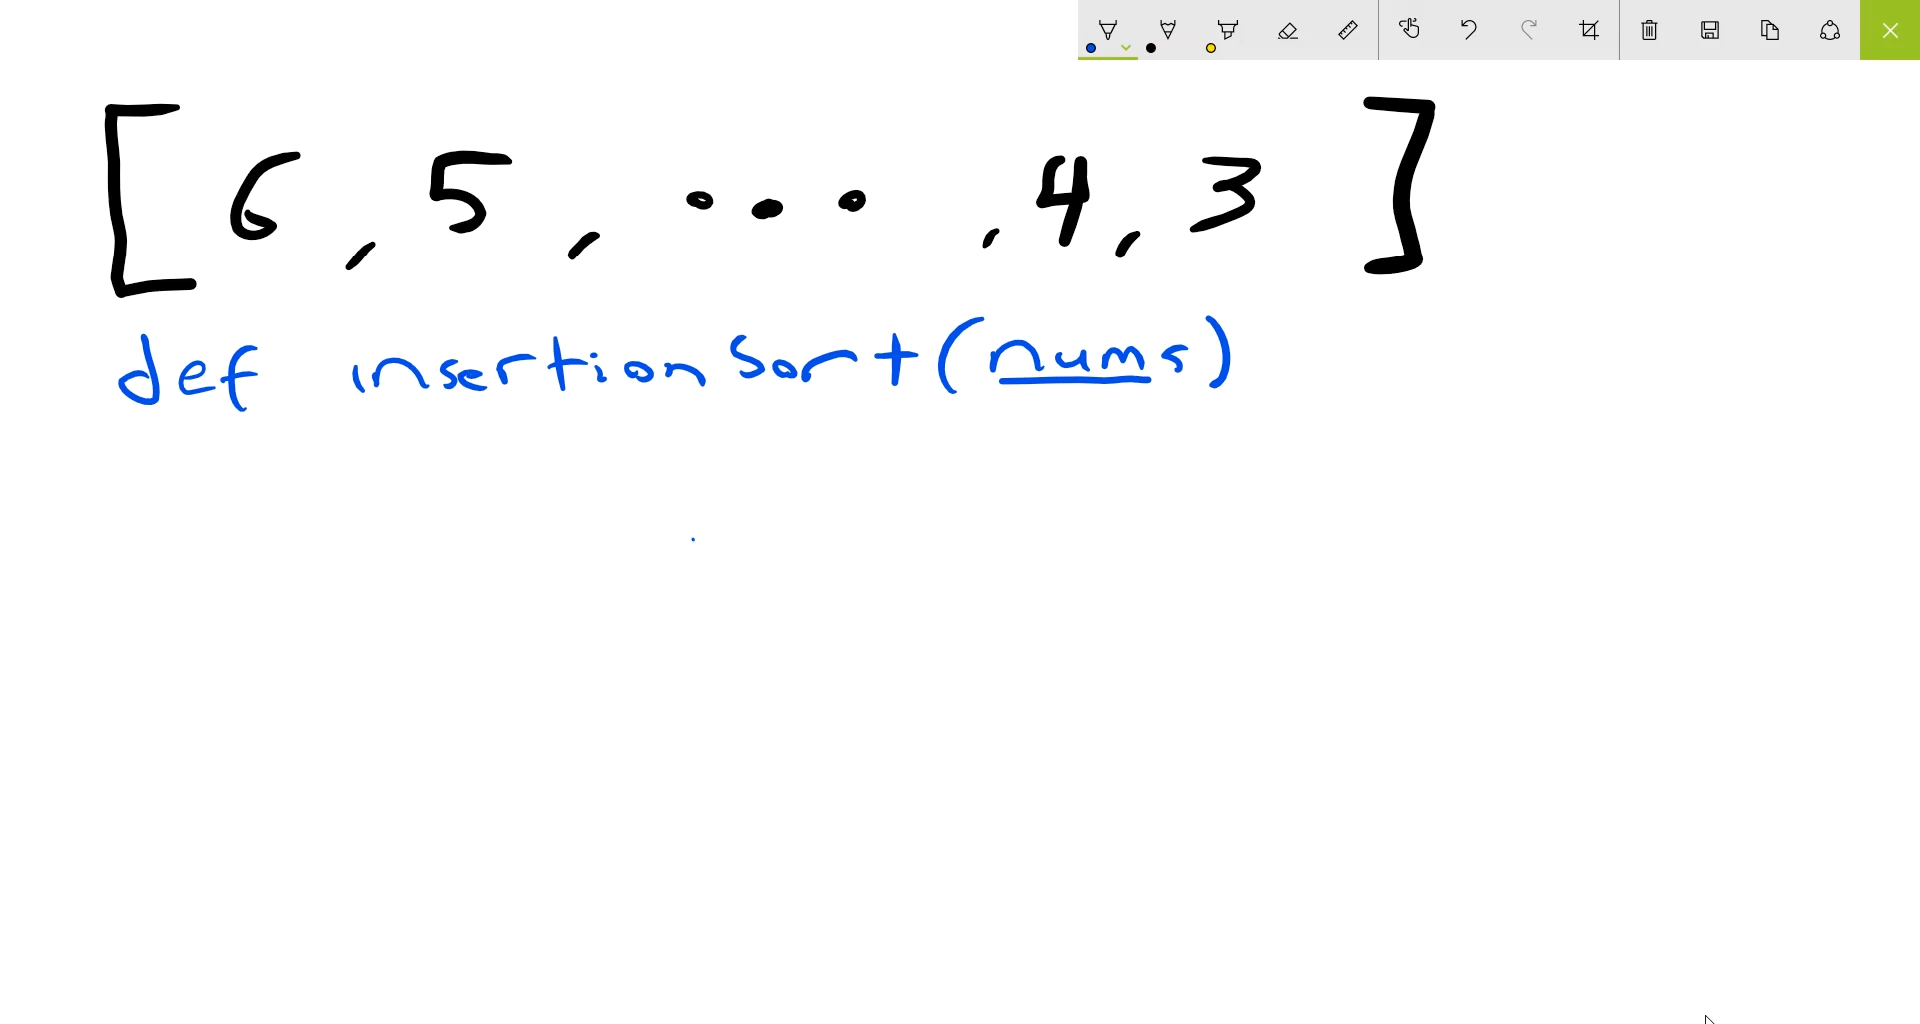 [6, 5, ... , 4, 3]
def insertionSort(nums)